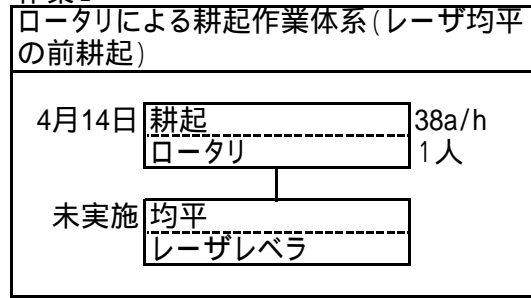 ロータリによる耕起作業体系(レーザ均平
の前耕起)
4月14日 耕起 38a/h
ロータリ 1人
未実施 均平
レーザレベラ